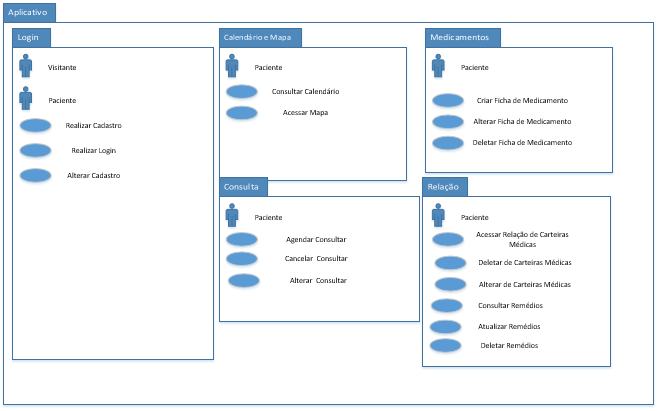 Aplicativo
Login
Visitante
Paciente
Realizar Cadastro
Realizar Login
Alterar Cadastro
Calendário e Mapa
Paciente
Consultar Calendário
Acessar Mapa
Medicamentos
Paciente
Criar Ficha de Medicamento
Alterar Ficha de Medicamento
Deletar Ficha de Medicamento
Consulta
Paciente
Agendar Consultar
Cancelar Consultar
Alterar Consultar
Relação
Paciente
Acessar Relação de Carteiras
Médicas
Deletar de Carteiras Médicas
Alterar de Carteiras Médicas
Consultar Remédios
Atualizar Remédios
Deletar Remédios